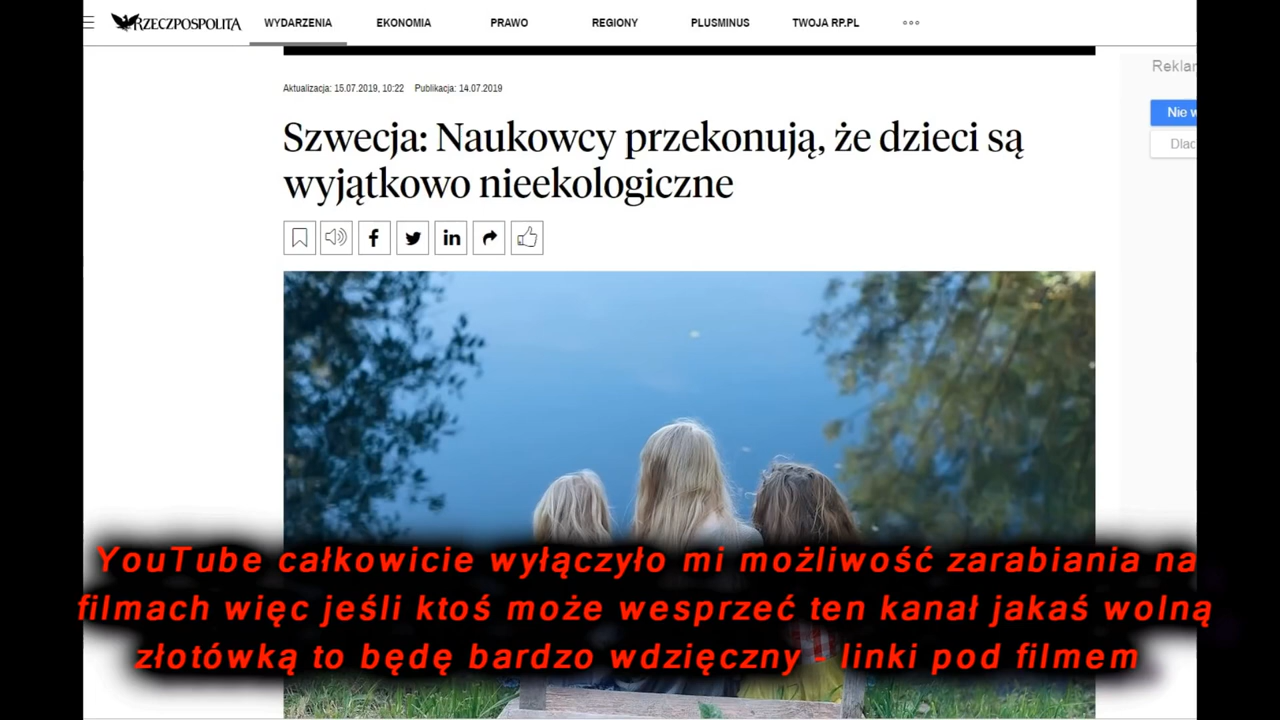 RZECZPOSPOLITA WYDARZENIA EKONOMIA PRAWO REGIONY PLUSMINUS TWOJA RP.PL
Reklam
Aktualizacja: 15.07.2019, 10:22 Publikacja: 14.07.2019
Nie w
Szwecja: Naukowcy przekonują, że dzieci są
Dlac
wyjątkowo nieekologiczne
YouTube całkowicie wyłączyło mi możliwość zarabiania na
filmach więc jeśli ktoś może wesprzeć ten kanał jakaś wolną
złotówką to będę bardzo wdzięczny - linki pod filmem